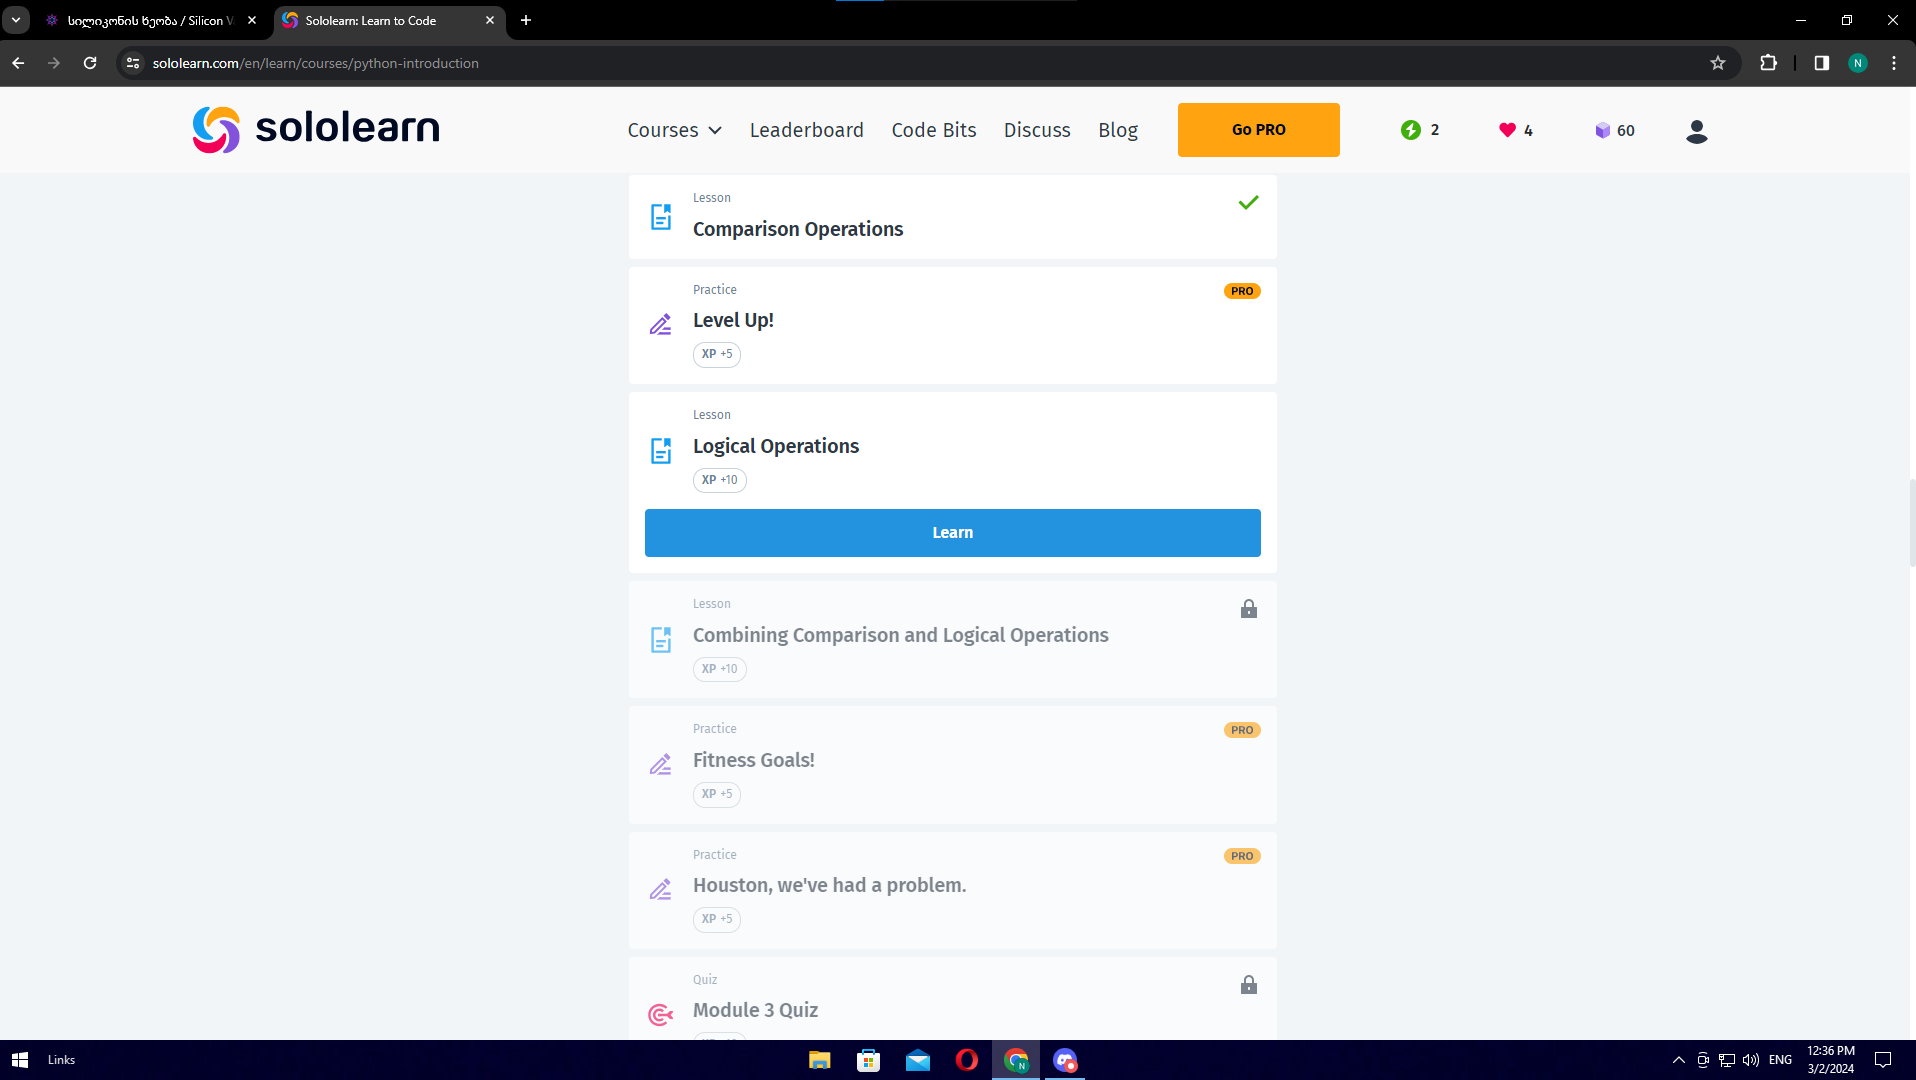 სილიკონის ხეობა / Silicon V
Sololearn: Learn to Code
sololearn.com/en/learn/courses/python-introduction
N
sololearn
Courses
Leaderboard
Code Bits
Discuss
Blog
Go PRO
2
4
60
Lesson
Comparison Operations
Practice
PRO
Level Up!
XP +5
Lesson
Logical Operations
XP +10
Learn
Lesson
Combining Comparison and Logical Operations
XP +10
Practice
PRO
Fitness Goals!
XP +5
Practice
PRO
Houston, we've had a problem.
XP +5
Quiz
Module 3 Quiz
Links
N
ENG
12:36 PM
3/2/2024